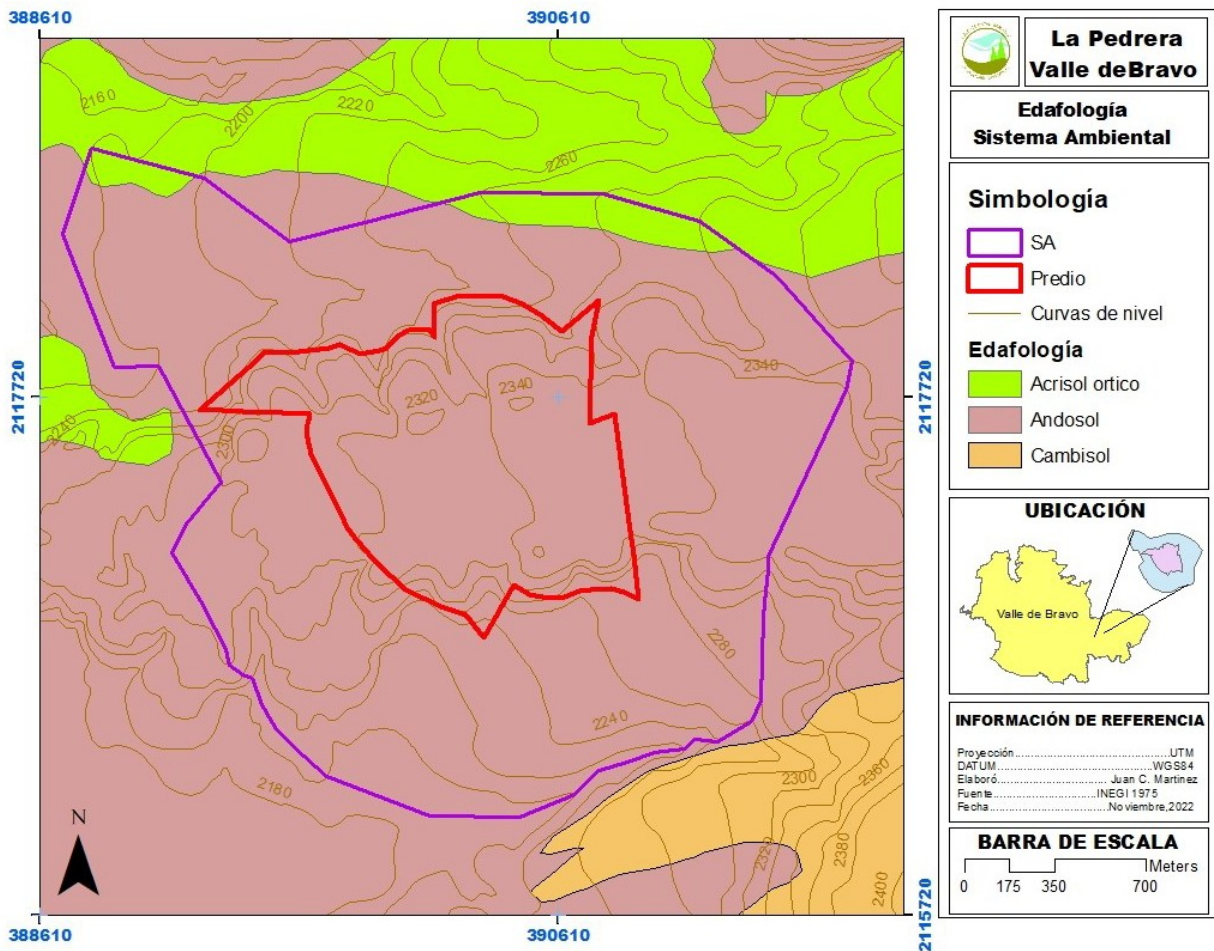 388610
390610
2117720
2160
2200
2220
2260
2240
2300
2320
2340
2340
2280
2240
2180
2300
2360
2320
2380
2400
N
388610
390610
2117720
2115720
La Pedrera
Valle deBravo
Edafología
Sistema Ambiental
Simbología
SA
Predio
Curvas de nivel
Edafología
Acrisol ortico
Andosol
Cambisol
UBICACIÓN
Valle de Bravo
INFORMACIÓN DE REFERENCIA
Proyección.............................UTM
DATUM.............................WGS84
Elaboró.................... Juan C. Martinez
Fuente.....................INEGI 1975
Fecha......................Noviembre,2022
BARRA DE ESCALA
Meters
0 175 350 700